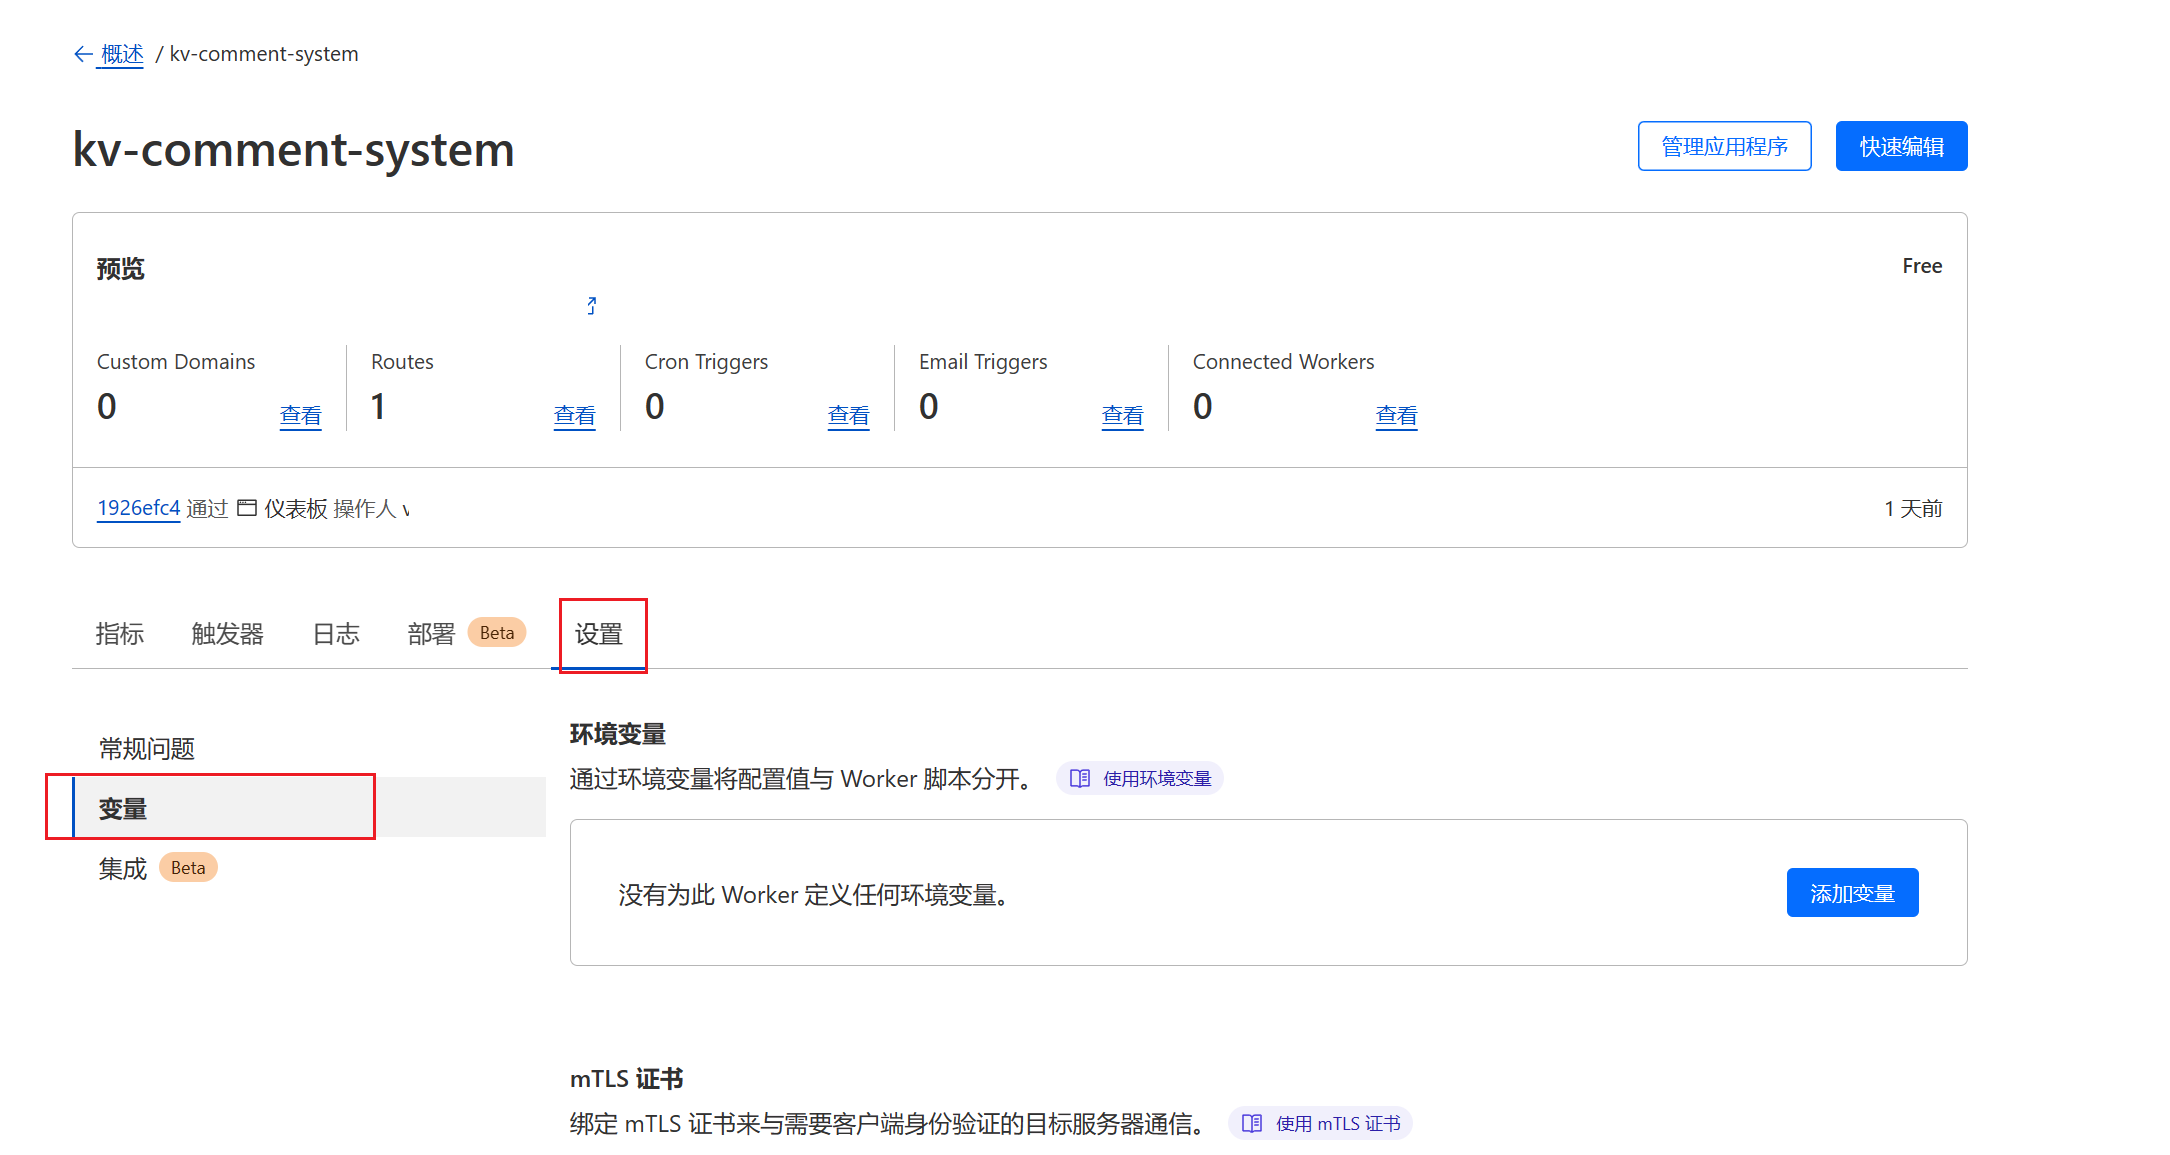 概述 / kv-comment-system
kv-comment-system
管理应用程序
快速编辑
预览
Free
Custom Domains
0
查看
Routes
1
查看
Cron Triggers
0
查看
Email Triggers
0
查看
Connected Workers
0
查看
1926efc4 通过 仪表板 操作人
1 天前
指标
触发器
日志
部署 Beta
设置
常规问题
变量
集成 Beta
环境变量
通过环境变量将配置值与 Worker 脚本分开。 使用环境变量
没有为此 Worker 定义任何环境变量。
添加变量
mTLS 证书
绑定 mTLS 证书来与需要客户端身份验证的目标服务器通信。 使用 mTLS 证书